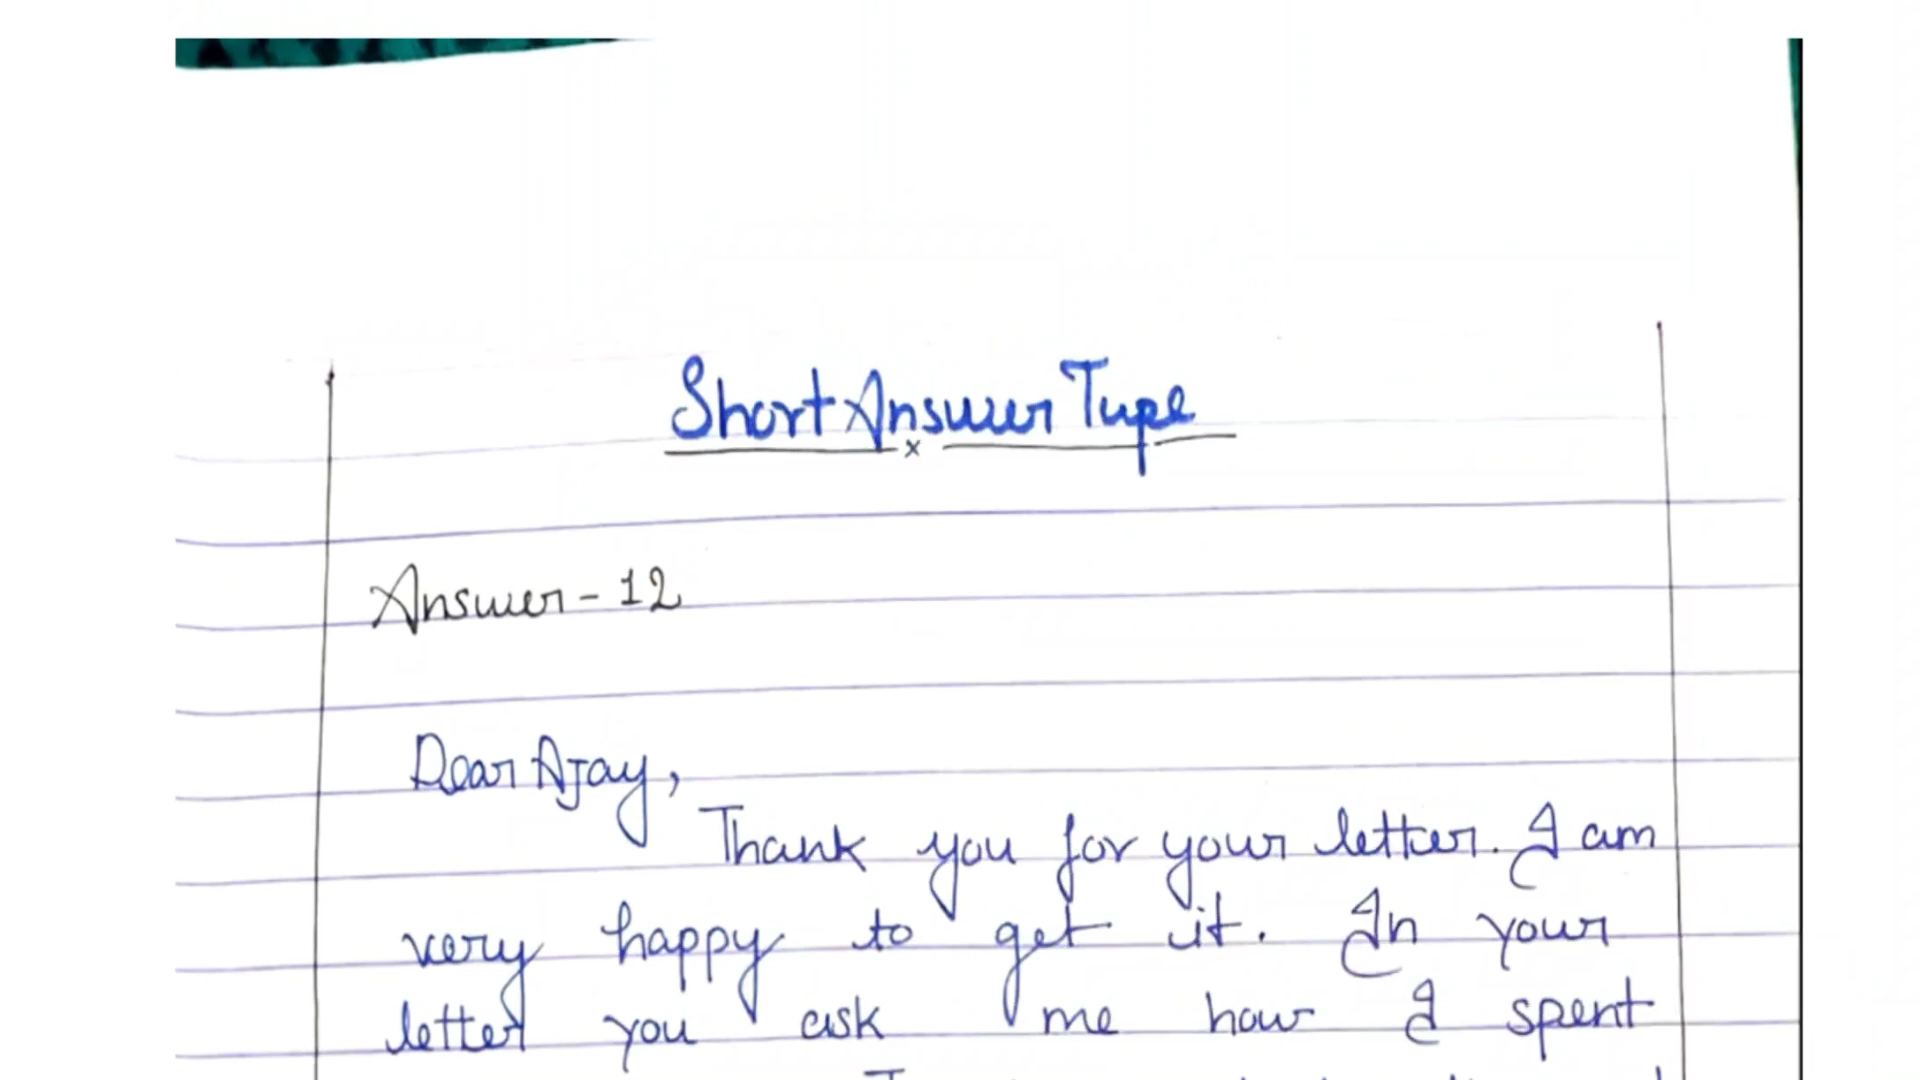 Short Answer Type
Answer - 12
Dear Ajay,
Thank you for your letter. I am
very happy to get it. In your
letter you ask me how I spent